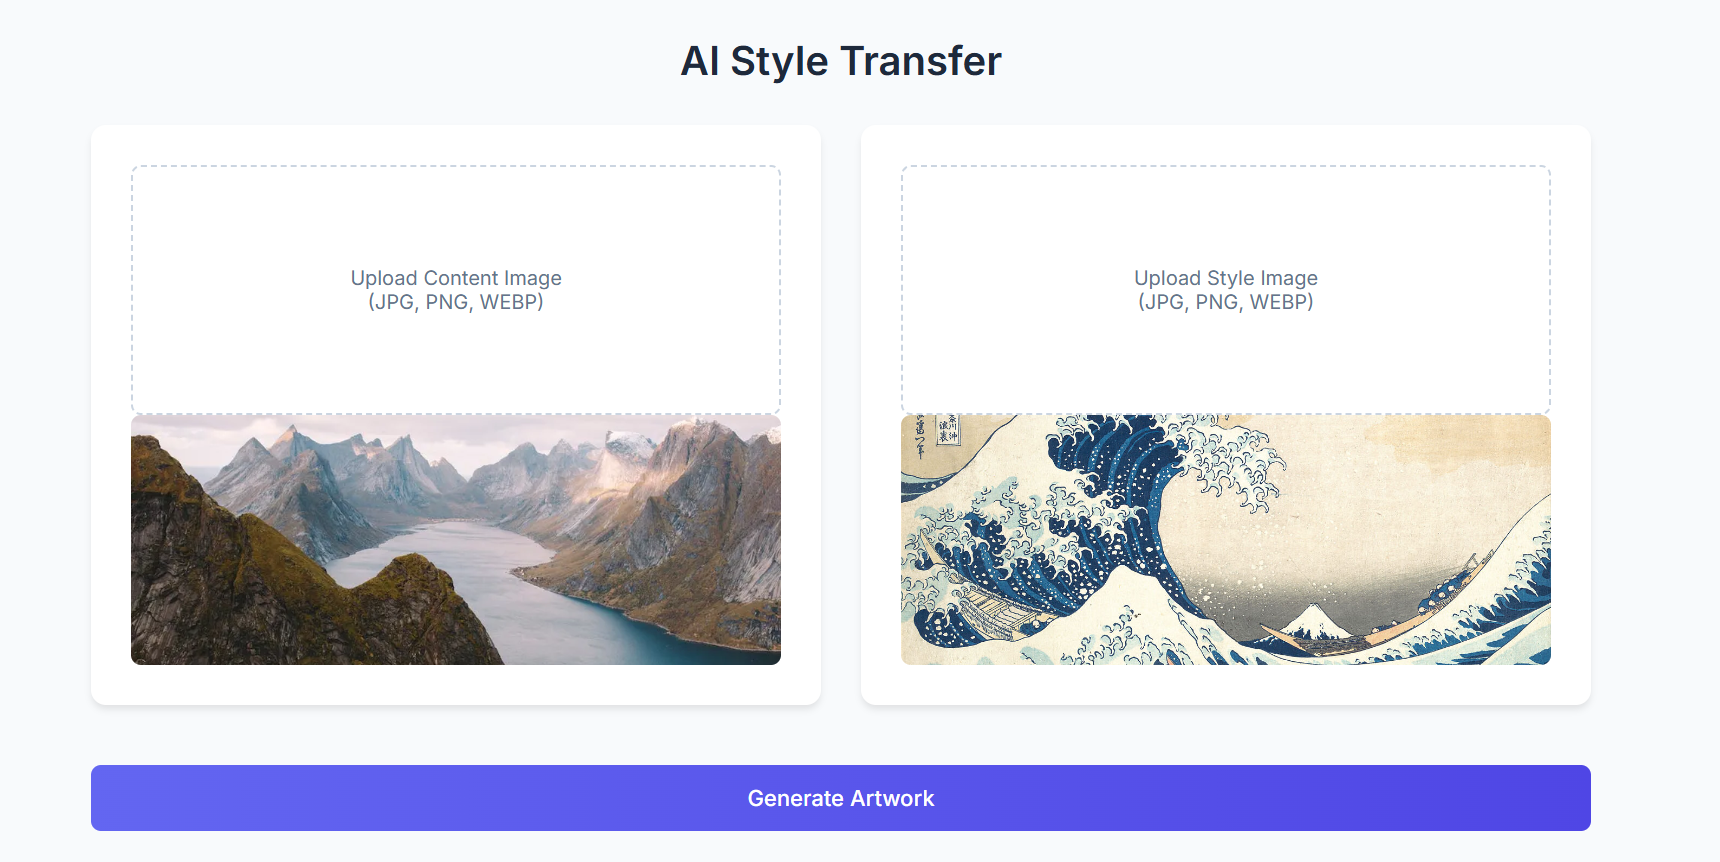 AI Style Transfer
Upload Content Image
(JPG, PNG, WEBP)
Upload Style Image
(JPG, PNG, WEBP)
Generate Artwork